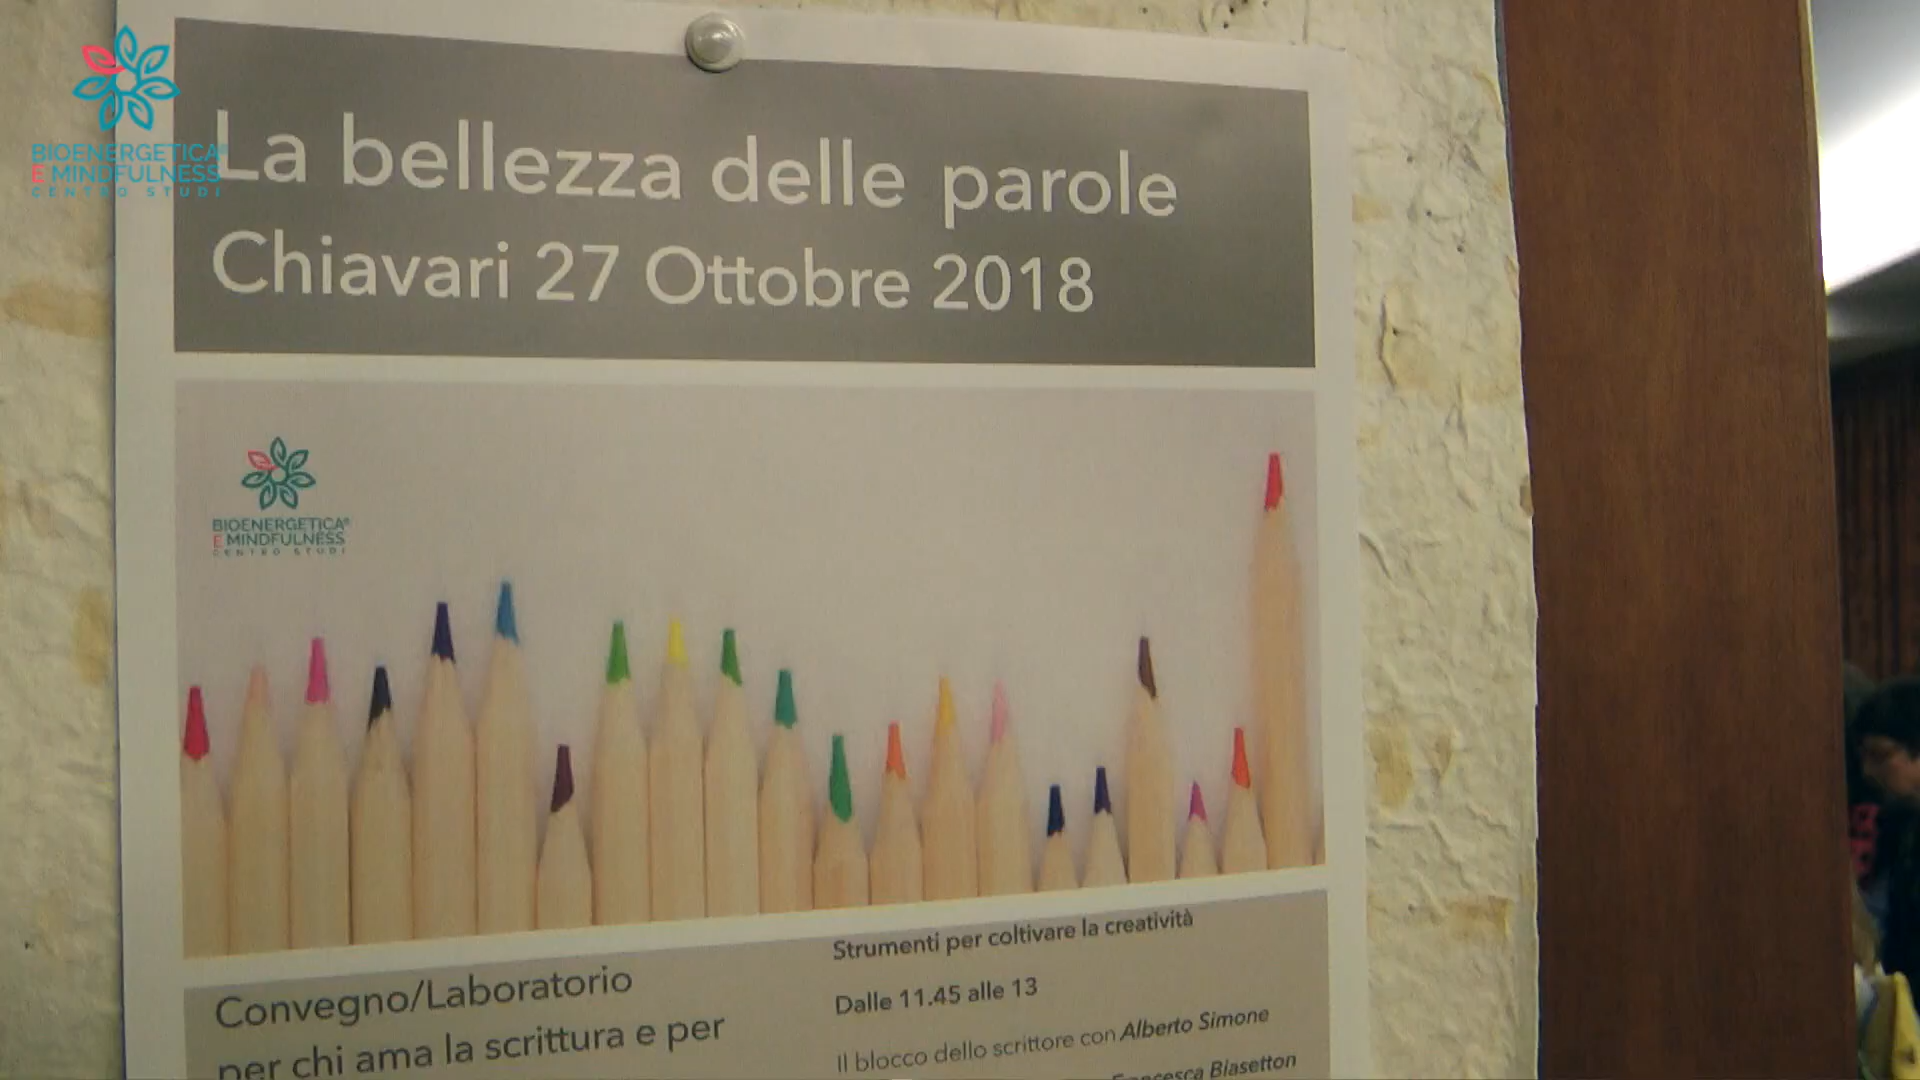 BIOENERGETICA®
E MINDFULNESS
CENTRO STUDI
La bellezza delle parole
Chiavari 27 Ottobre 2018
BIOENERGETICA®
E MINDFULNESS
CENTRO STUDI
Convegno/Laboratorio
per chi ama la scrittura e per
Strumenti per coltivare la creatività
Dalle 11.45 alle 13
Il blocco dello scrittore con Alberto Simone
Biasetton